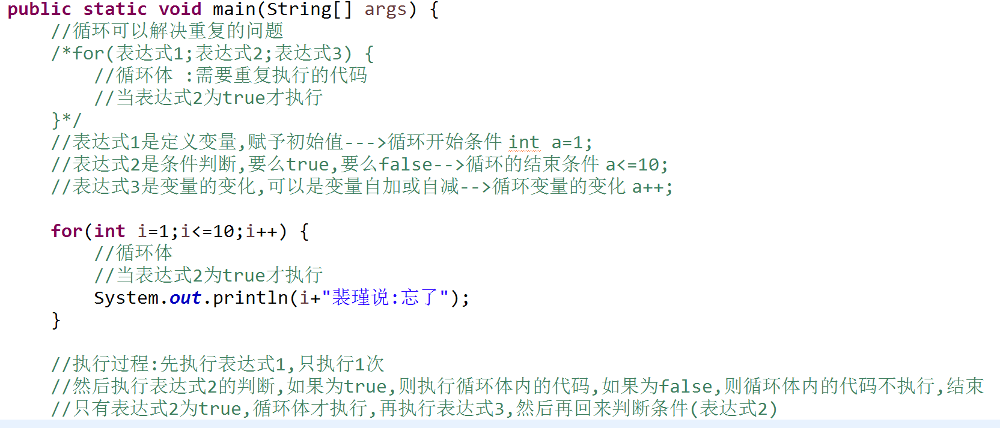 public static void main(String[] args) {
//循环可以解决重复的问题
/*for(表达式1;表达式2;表达式3) {
//循环体 :需要重复执行的代码
//当表达式2为true才执行
}*/
//表达式1是定义变量,赋予初始值--->循环开始条件 int a=1;
//表达式2是条件判断,要么true,要么false-->循环的结束条件 a<=10;
//表达式3是变量的变化,可以是变量自加或自减-->循环变量的变化 a++;
for(int i=1;i<=10;i++) {
//循环体
//当表达式2为true才执行
System.out.println(i+"裴瑾说:忘了");
}
//执行过程:先执行表达式1,只执行1次
//然后执行表达式2的判断,如果为true,则执行循环体内的代码,如果为false,则循环体内的代码不执行,结束
//只有表达式2为true,循环体才执行,再执行表达式3,然后再回来判断条件(表达式2)